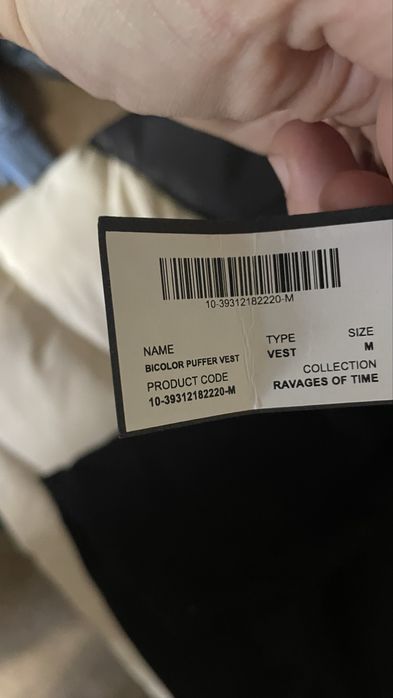 10-39312182220-M
NAME
BICOLOR PUFFER VEST
TYPE
VEST
SIZE
M
PRODUCT CODE
10-39312182220-M
COLLECTION
RAVAGES OF TIME